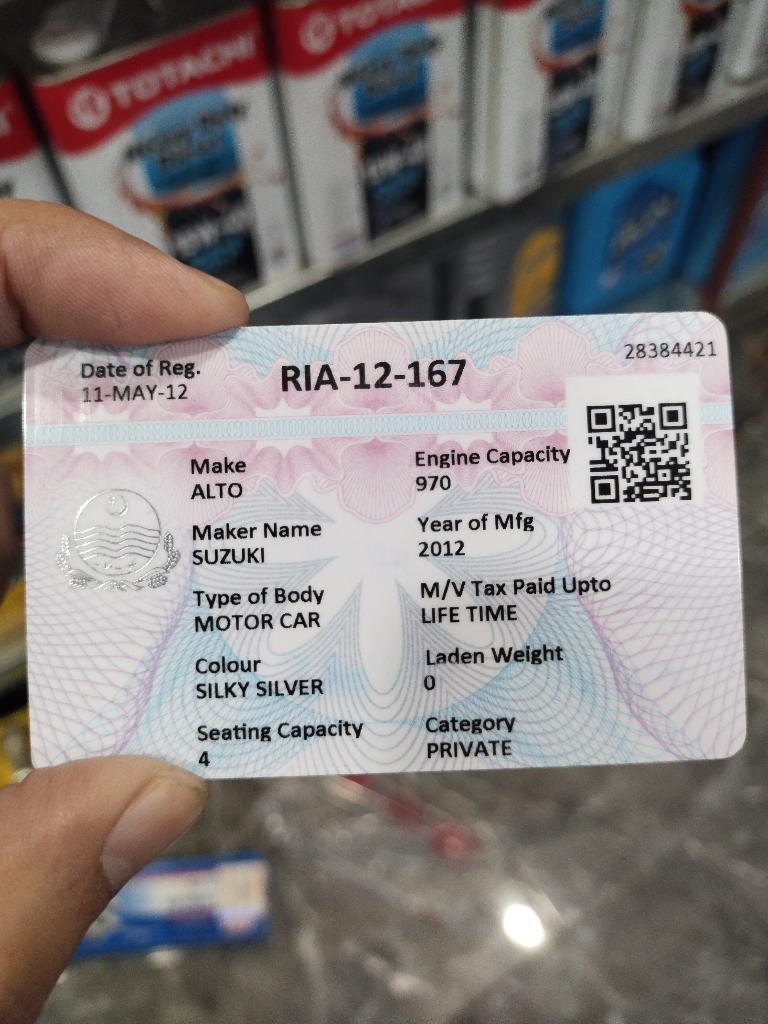 TOTACHI
TOTACHI
Date of Reg.
11-MAY-12
RIA-12-167
28384421
Make
ALTO
Engine Capacity
970
Maker Name
SUZUKI
Year of Mfg
2012
Type of Body
MOTOR CAR
M/V Tax Paid Upto
LIFE TIME
Colour
SILKY SILVER
Laden Weight
0
Seating Capacity
4
Category
PRIVATE